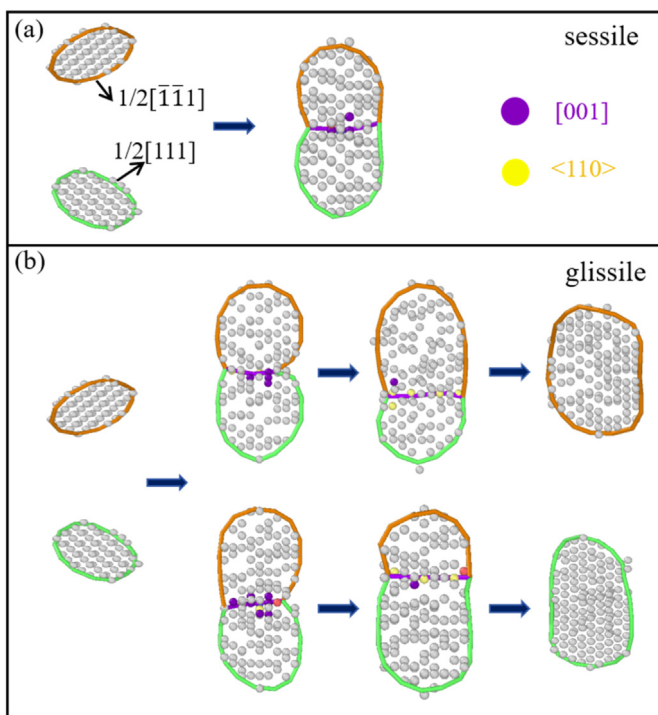 (a)
sessile
1/2[1̅1̅1]
1/2[111]
[001]
<110>
(b)
glissile